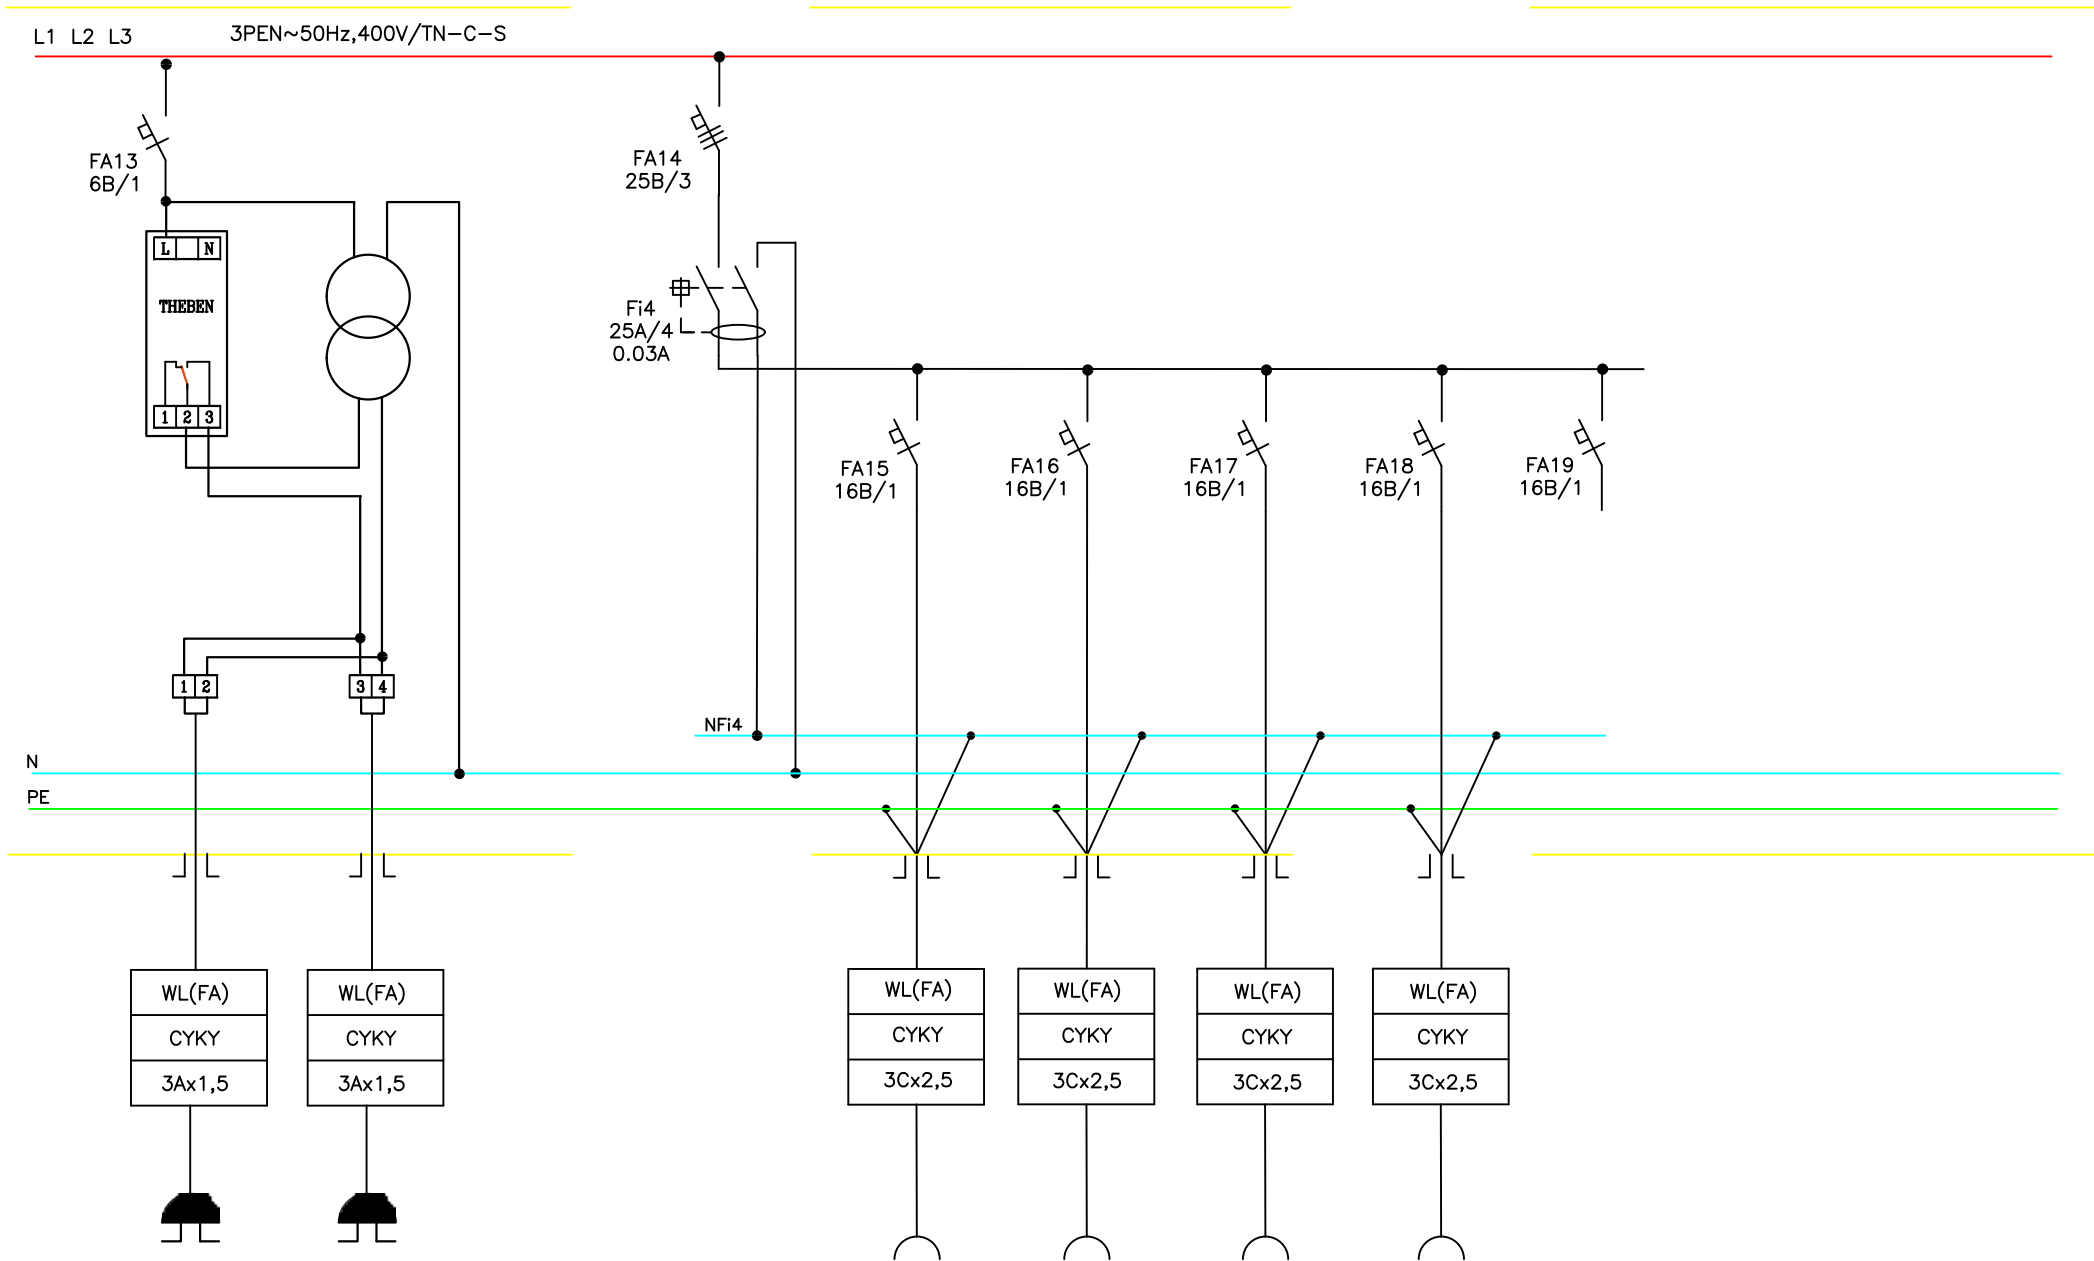 L1 L2 L3 3PEN~50Hz,400V/TN-C-S
FA13
6B/1
L N
THEBEN
1 2 3
FA14
25B/3
Fi4
25A/4
0.03A
FA15
16B/1
FA16
16B/1
FA17
16B/1
FA18
16B/1
FA19
16B/1
1 2
3 4
NFi4
N
PE
WL(FA)
CYKY
3Ax1,5
WL(FA)
CYKY
3Ax1,5
WL(FA)
CYKY
3Cx2,5
WL(FA)
CYKY
3Cx2,5
WL(FA)
CYKY
3Cx2,5
WL(FA)
CYKY
3Cx2,5